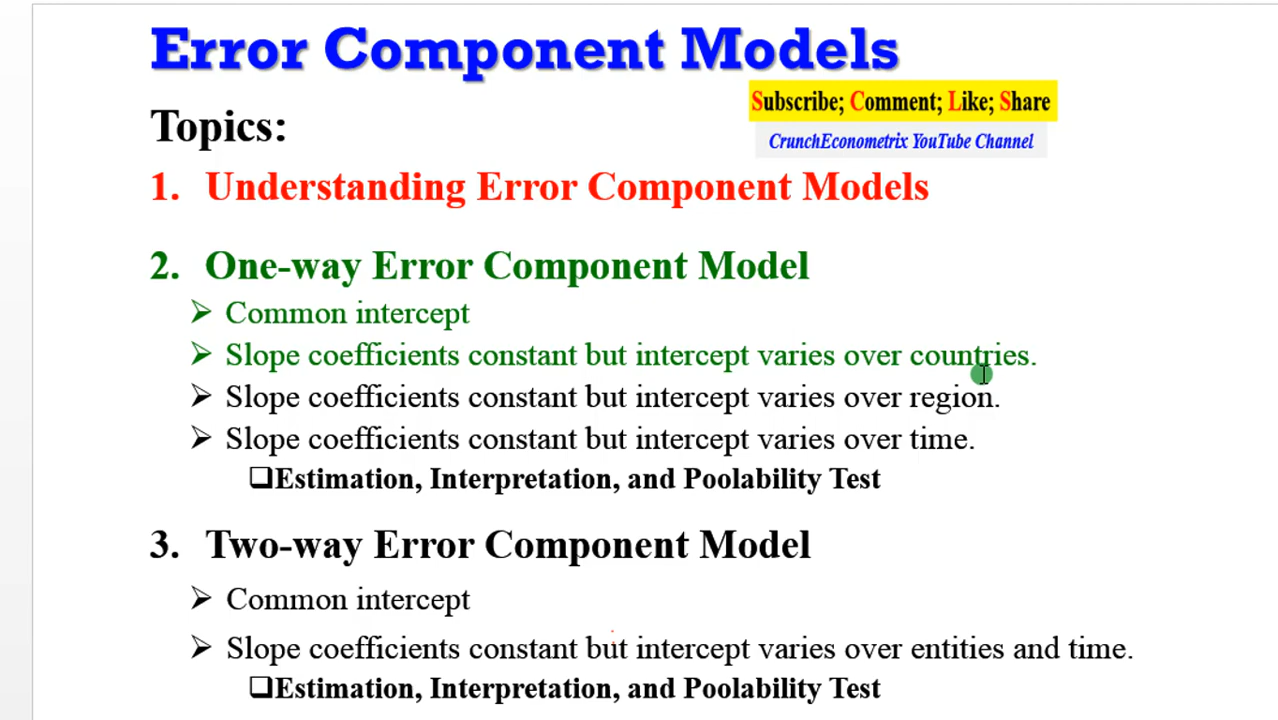 Error Component Models
Subscribe; Comment; Like; Share
Topics:
CrunchEconometrix YouTube Channel
1. Understanding Error Component Models
2. One-way Error Component Model
➢ Common intercept
➢ Slope coefficients constant but intercept varies over countries.
➢ Slope coefficients constant but intercept varies over region.
➢ Slope coefficients constant but intercept varies over time.
❑Estimation, Interpretation, and Poolability Test
3. Two-way Error Component Model
➢ Common intercept
➢ Slope coefficients constant but intercept varies over entities and time.
❑Estimation, Interpretation, and Poolability Test